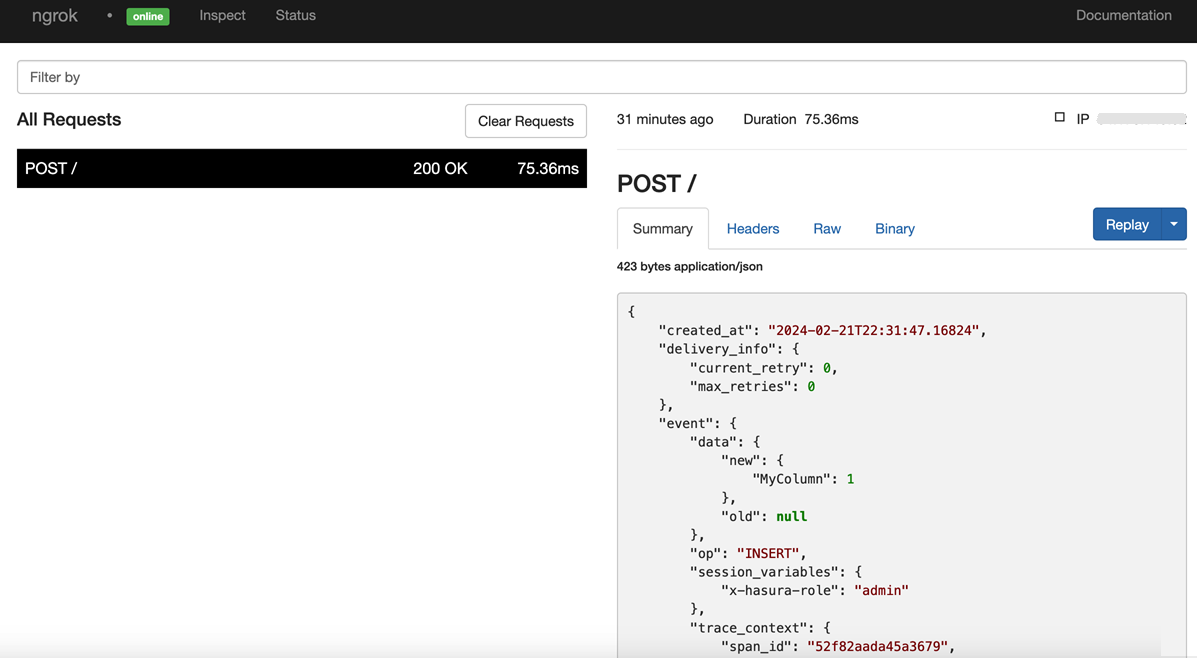 ngrok • online Inspect Status Documentation
Filter by
All Requests Clear Requests
POST / 200 OK 75.36ms
31 minutes ago Duration 75.36ms IP
POST /
Summary Headers Raw Binary Replay
423 bytes application/json
{
    "created_at": "2024-02-21T22:31:47.16824",
    "delivery_info": {
        "current_retry": 0,
        "max_retries": 0
    },
    "event": {
        "data": {
            "new": {
                "MyColumn": 1
            },
            "old": null
        },
        "op": "INSERT",
        "session_variables": {
            "x-hasura-role": "admin"
        },
        "trace_context": {
            "span_id": "52f82aada45a3679",